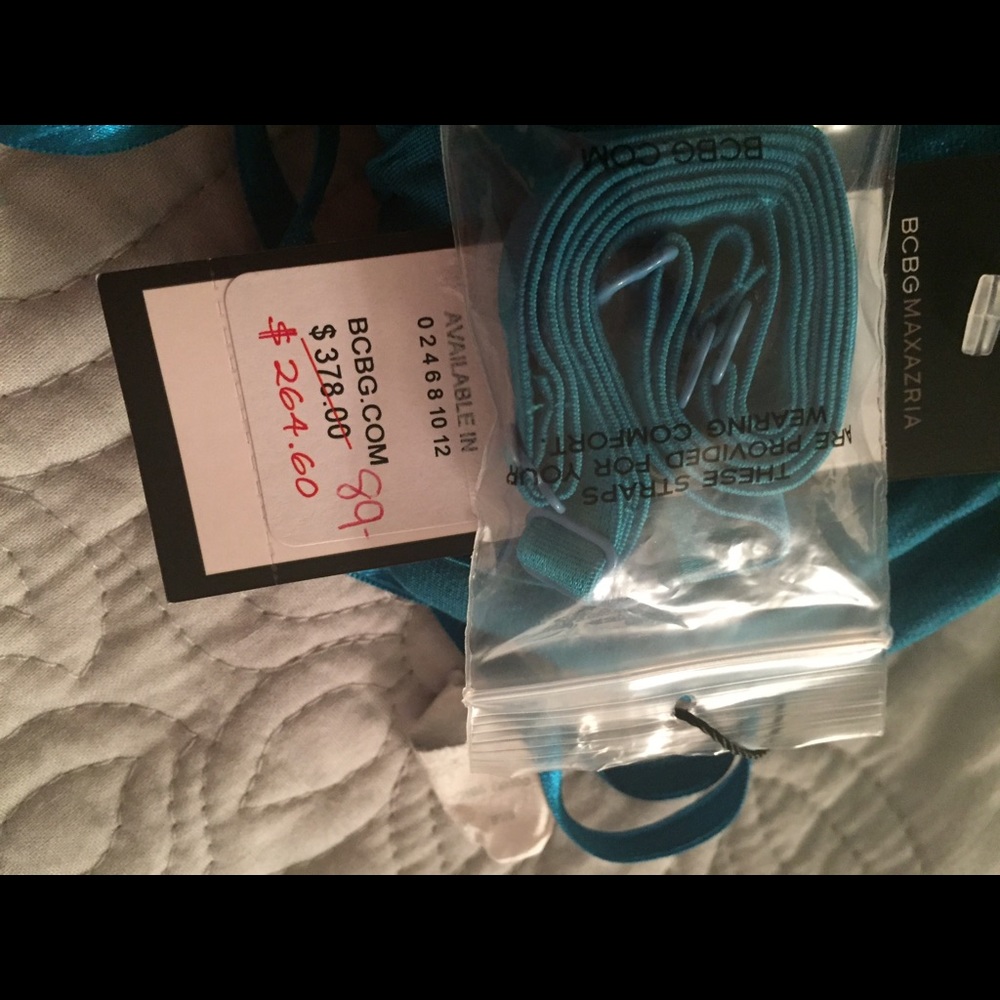 AVAILABLE IN
0 2 4 6 8 10 12
BCBG.COM
89-
$ 378.00
$ 264.60
BCBG.COM
THESE STRAPS
ARE PROVIDED FOR YOUR
WEARING COMFORT.
BCBGMAXAZRIA